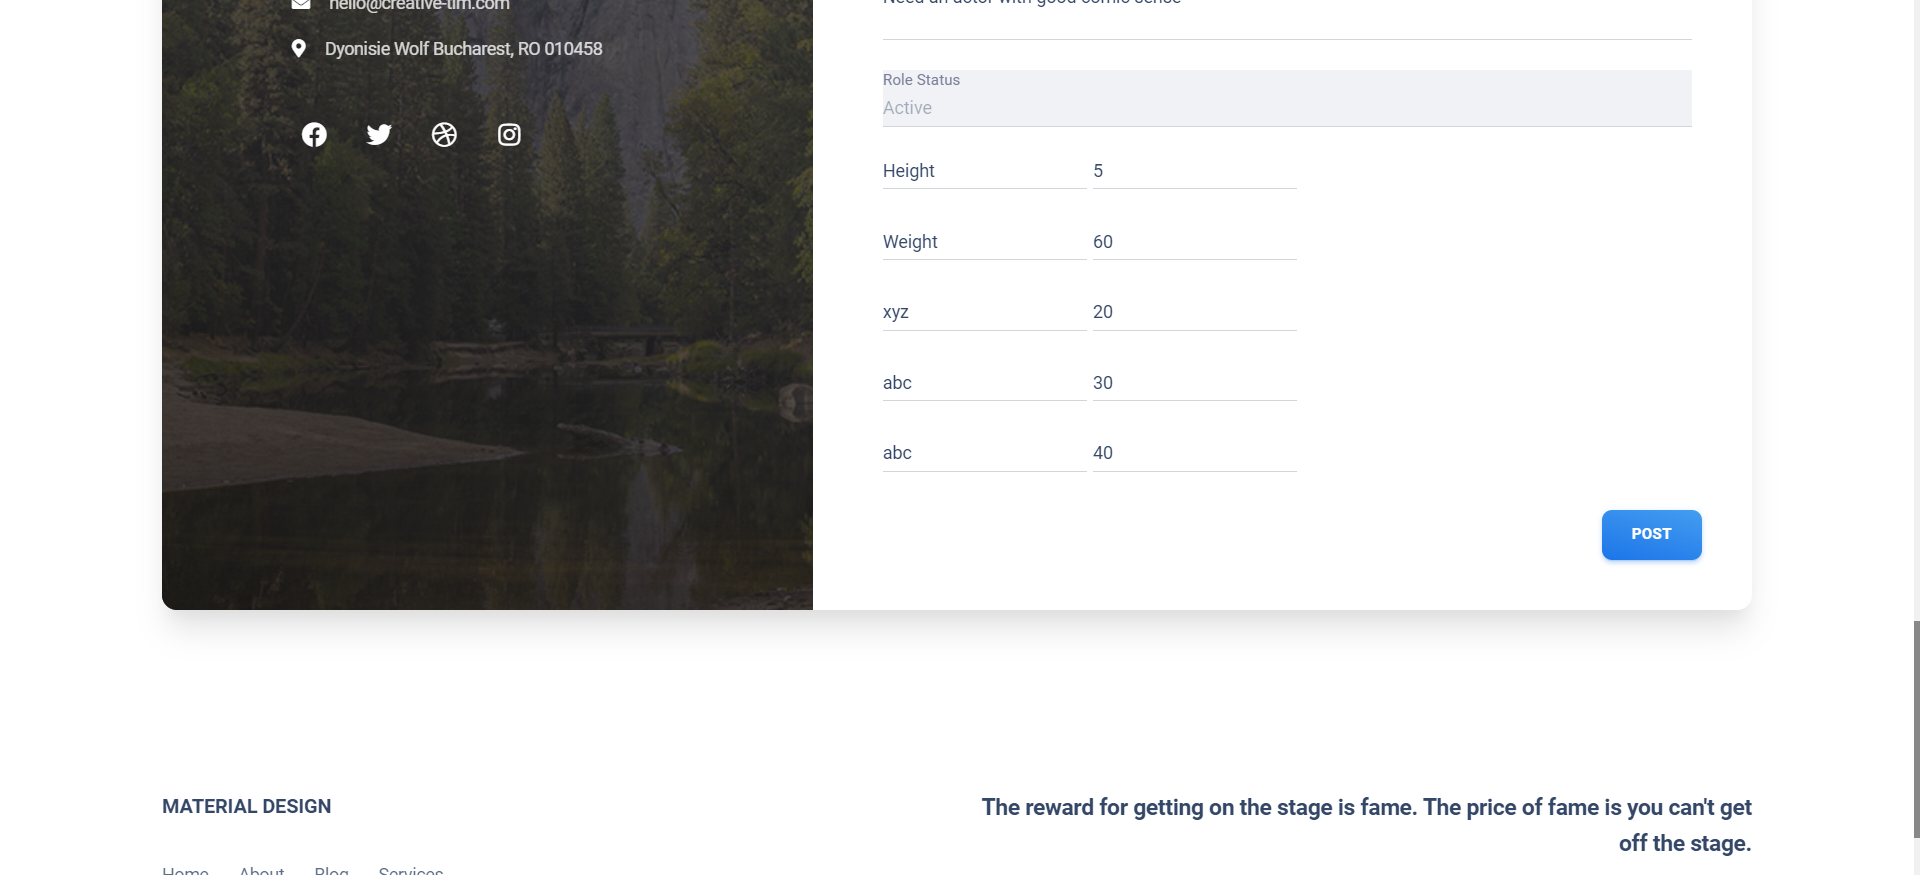 hello@creative-tim.com
Dyonisie Wolf Bucharest, RO 010458
Need an actor with good comic sense
Role Status
Active
Height 5
Weight 60
xyz 20
abc 30
abc 40
POST
MATERIAL DESIGN
Home About Blog Services
The reward for getting on the stage is fame. The price of fame is you can't get
off the stage.